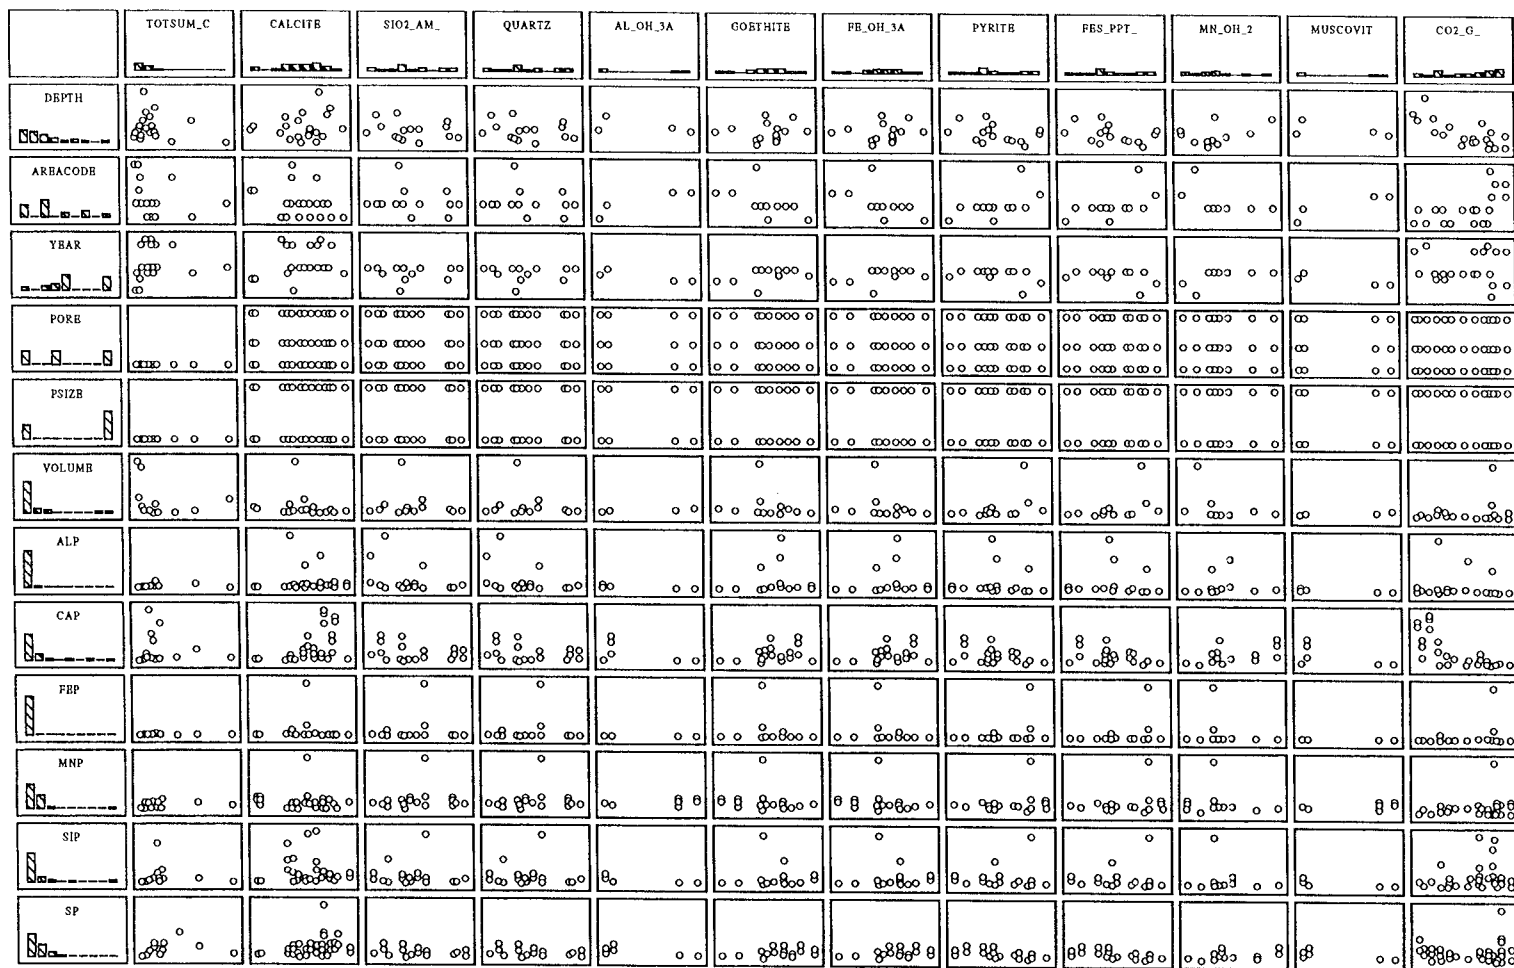 TOTSUM_C CALCITE SIO2_AM_ QUARTZ AL_OH_3A GOETHITE FE_OH_3A PYRITE FES_PPT_ MN_OH_2 MUSCOVIT CO2_G_
DEPTH
AREACODE
YEAR
PORE
PSIZE
VOLUME
ALP
CAP
FEP
MNP
SIP
SP